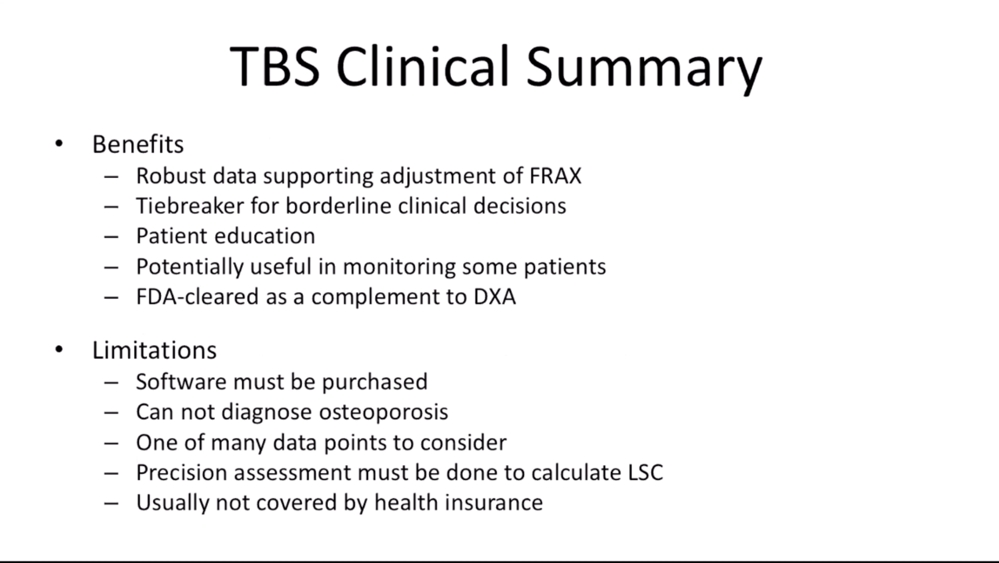 TBS Clinical Summary
• Benefits
– Robust data supporting adjustment of FRAX
– Tiebreaker for borderline clinical decisions
– Patient education
– Potentially useful in monitoring some patients
– FDA-cleared as a complement to DXA
• Limitations
– Software must be purchased
– Can not diagnose osteoporosis
– One of many data points to consider
– Precision assessment must be done to calculate LSC
– Usually not covered by health insurance